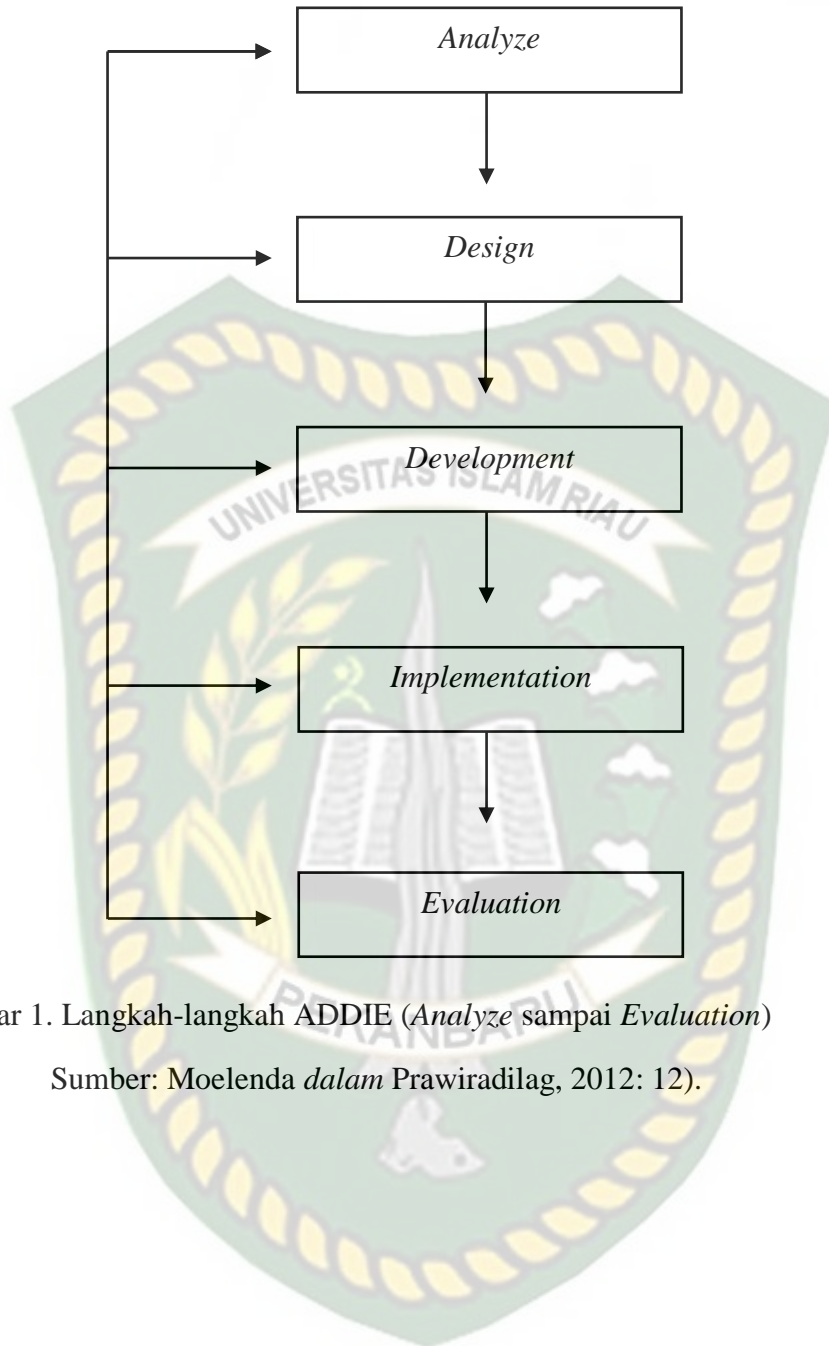 Analyze
Design
Development
UNIVERSITAS ISLAM RIAU
Implementation
Evaluation
PEKANBARU
ar 1. Langkah-langkah ADDIE (Analyze sampai Evaluation)
Sumber: Moelenda dalam Prawiradilag, 2012: 12).